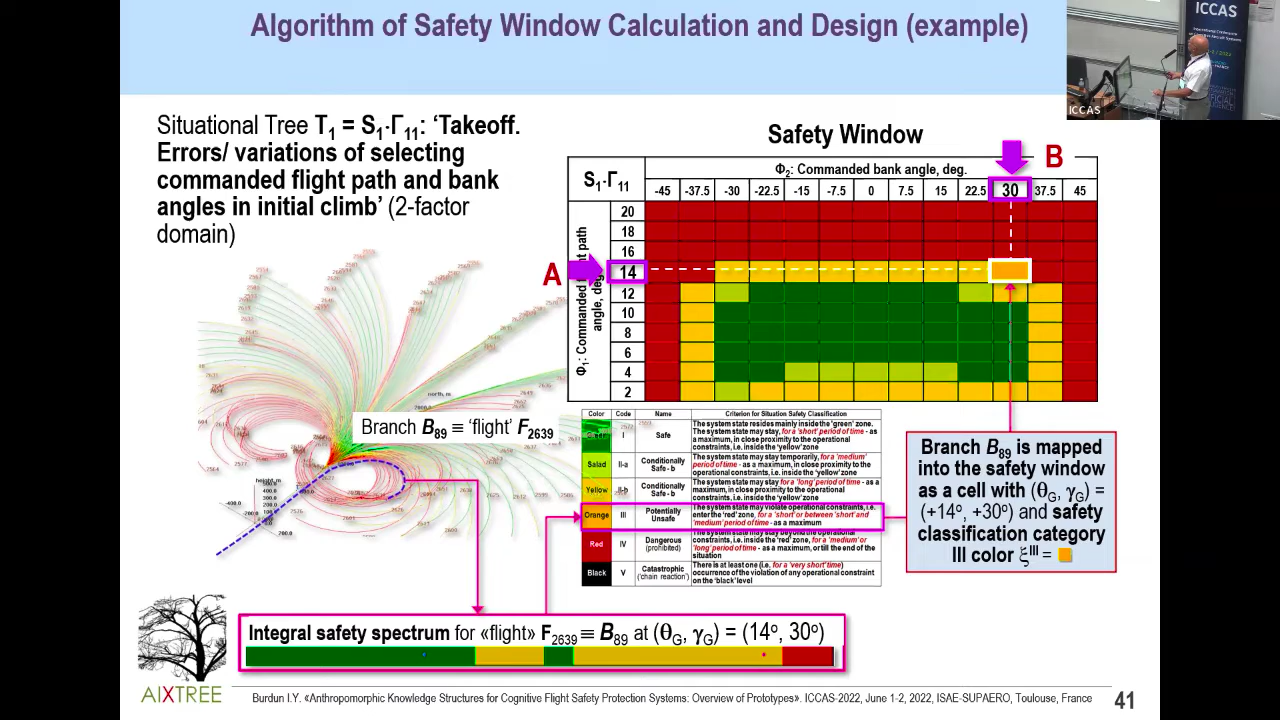 Algorithm of Safety Window Calculation and Design (example)
ICCAS
ICCAS
Situational Tree T1 = S1·Γ11: ‘Takeoff.
Errors/ variations of selecting
commanded flight path and bank
angles in initial climb’ (2-factor
domain)
Safety Window
B
S1·Γ11
Φ2: Commanded bank angle, deg.
-45 -37.5 -30 -22.5 -15 -7.5 0 7.5 15 22.5 30 37.5 45
A
20
18
16
14
12
10
8
6
4
2
Branch B89 ≡ ‘flight’ F2639
Color Code Name Criterion for Situation Safety Classification
I Safe
The system state resides mainly inside the 'green' zone.
The system state may stay, for a 'short' period of time - as
a maximum, in close proximity to the operational
constraints, i.e. inside the 'yellow' zone
Salad II-a Conditionally
Safe - b
The system state may stay temporarily, for a 'medium'
period of time - as a maximum, in close proximity to the
operational constraints, i.e. inside the 'yellow' zone
Yellow II-b Conditionally
Safe - b
The system state may stay for a 'long' period of time - as a
maximum, in close proximity to the operational
constraints, i.e. inside the 'yellow' zone
Orange III Potentially
Unsafe
The system state may violate operational constraints, i.e.
enter the 'red' zone, for a 'short' or between 'short' and
'medium' period of time - as a maximum
Red IV Dangerous
(prohibited)
The system state may stay beyond the operational
constraints, i.e. inside the 'red' zone, for a 'medium' or
'long' period of time - as a maximum, or till the end of the
situation
Black V Catastrophic
('chain reaction')
There is at least one (i.e. for a 'very short' time)
occurrence of the violation of any operational constraint
on the 'black' level
Branch B89 is mapped
into the safety window
as a cell with (θG, γG) =
(+14°, +30°) and safety
classification category
III color ξIII =
Integral safety spectrum for «flight» F2639 ≡ B89 at (θG, γG) = (14°, 30°)
AIXTREE
Burdun I.Y. «Anthropomorphic Knowledge Structures for Cognitive Flight Safety Protection Systems: Overview of Prototypes». ICCAS-2022, June 1-2, 2022, ISAE-SUPAERO, Toulouse, France
41